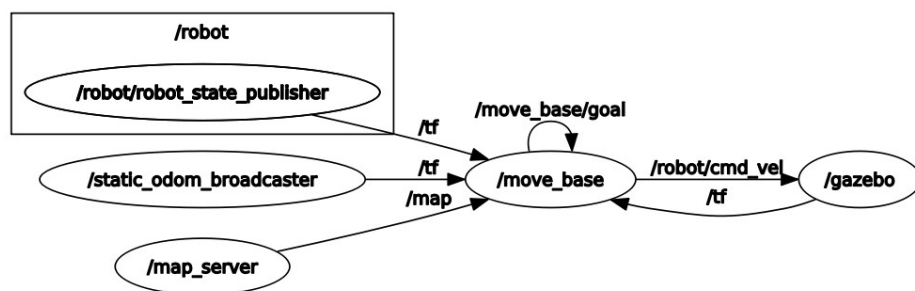 /robot
/robot/robot_state_publisher
/move_base/goal
/tf
/static_odom_broadcaster
/tf
/move_base
/robot/cmd_vel
/gazebo
/map
/tf
/map_server